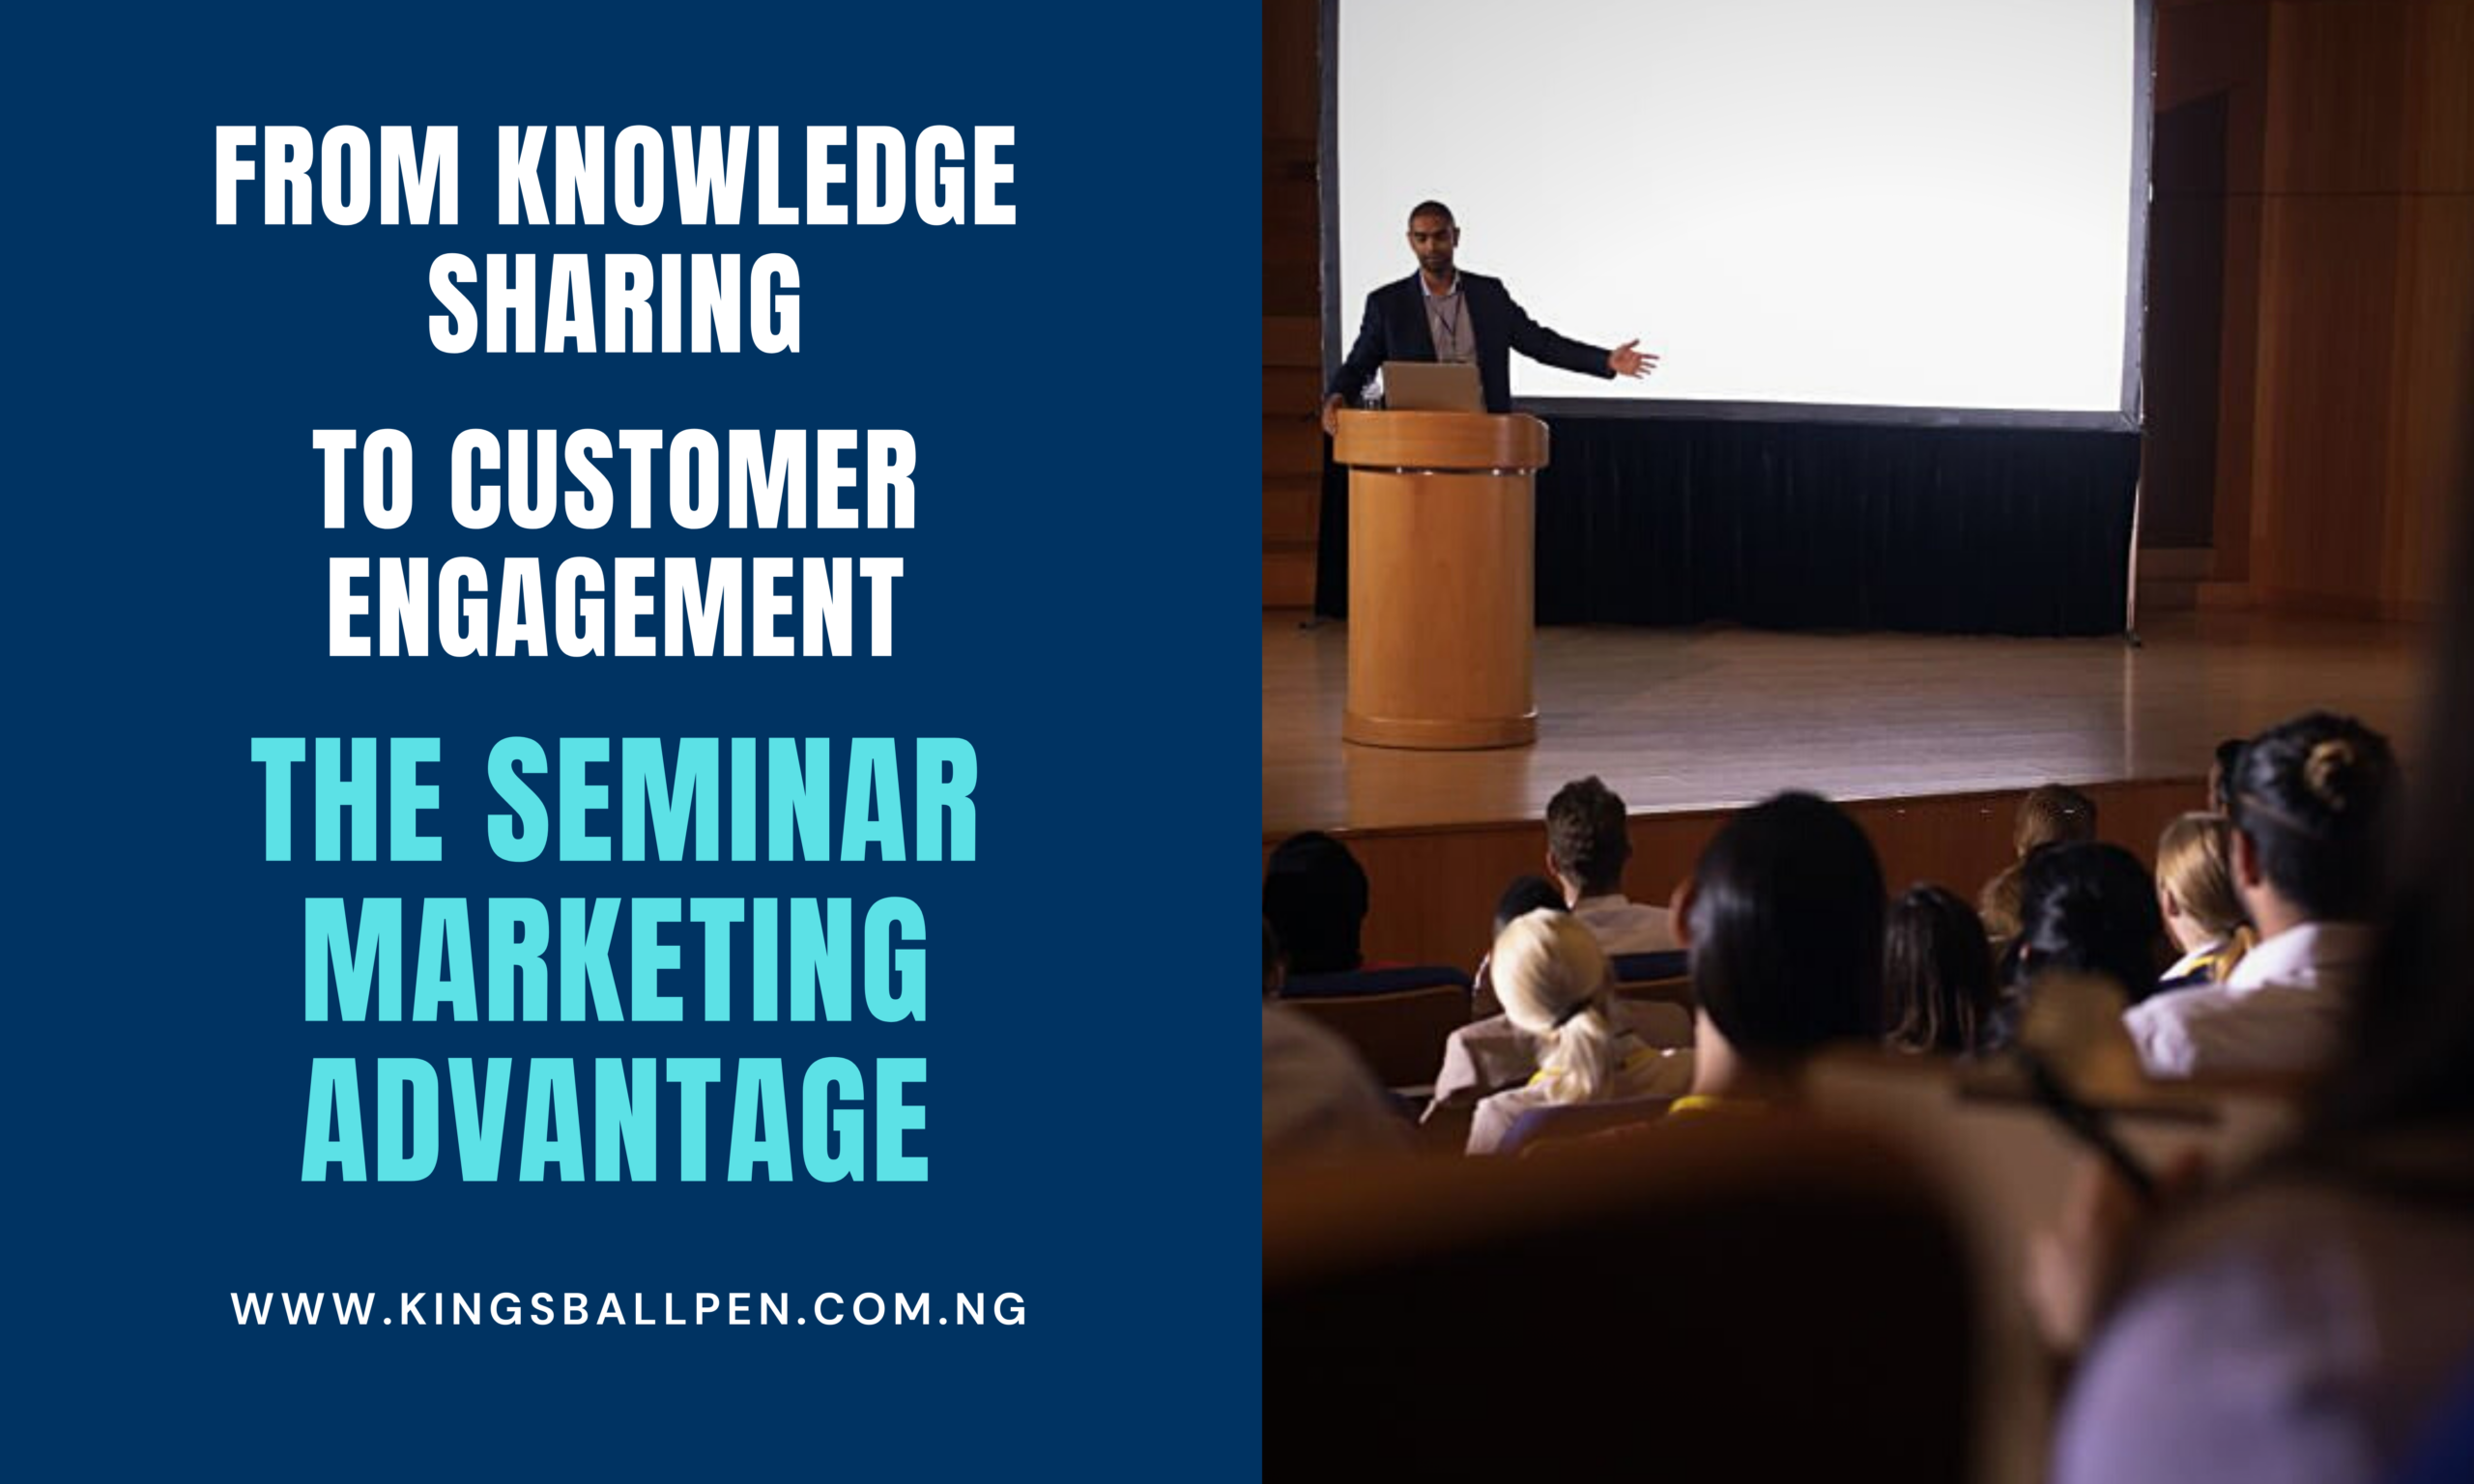 FROM KNOWLEDGE
SHARING
TO CUSTOMER
ENGAGEMENT
THE SEMINAR
MARKETING
ADVANTAGE
WWW.KINGSBALLPEN.COM.NG